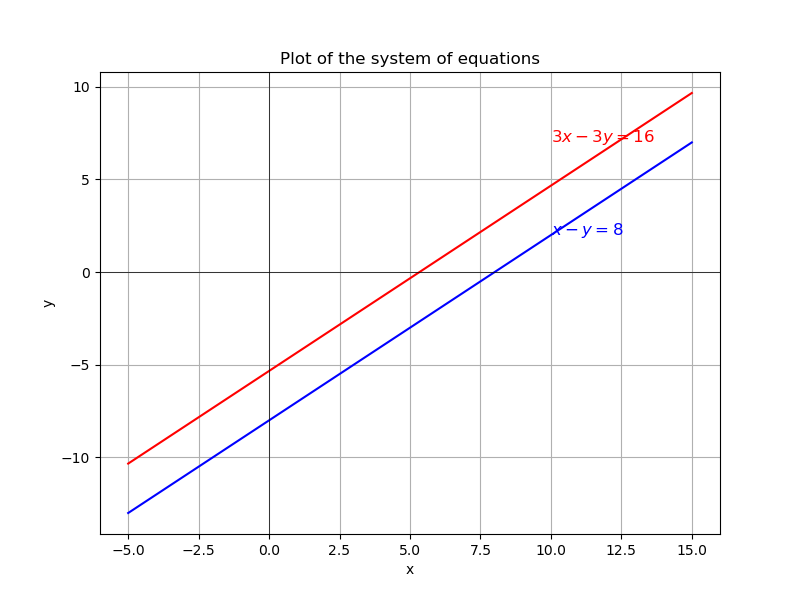 Plot of the system of equations
10
5
0
−5
−10
y
3x − 3y = 16
x − y = 8
−5.0 −2.5 0.0 2.5 5.0 7.5 10.0 12.5 15.0
x